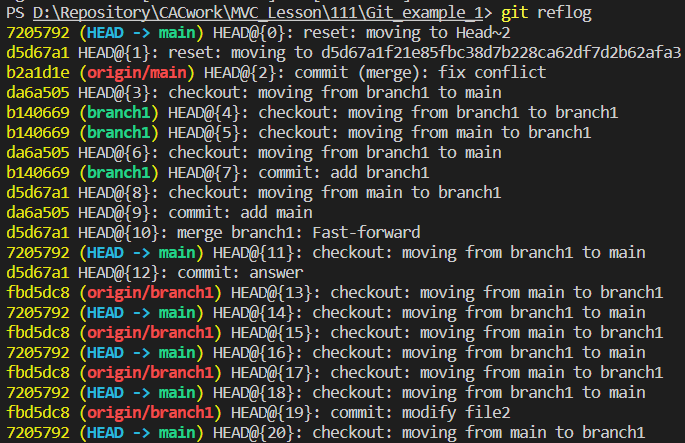 PS D:\Repository\CACwork\MVC_Lesson\111\Git_example_1> git reflog
7205792 (HEAD -> main) HEAD@{0}: reset: moving to Head~2
d5d67a1 HEAD@{1}: reset: moving to d5d67a1f21e85fbc38d7b228ca62df7d2b62afa3
b2a1d1e (origin/main) HEAD@{2}: commit (merge): fix conflict
da6a505 HEAD@{3}: checkout: moving from branch1 to main
b140669 (branch1) HEAD@{4}: checkout: moving from branch1 to branch1
b140669 (branch1) HEAD@{5}: checkout: moving from main to branch1
da6a505 HEAD@{6}: checkout: moving from branch1 to main
b140669 (branch1) HEAD@{7}: commit: add branch1
d5d67a1 HEAD@{8}: checkout: moving from main to branch1
da6a505 HEAD@{9}: commit: add main
d5d67a1 HEAD@{10}: merge branch1: Fast-forward
7205792 (HEAD -> main) HEAD@{11}: checkout: moving from branch1 to main
d5d67a1 HEAD@{12}: commit: answer
fbd5dc8 (origin/branch1) HEAD@{13}: checkout: moving from main to branch1
7205792 (HEAD -> main) HEAD@{14}: checkout: moving from branch1 to main
fbd5dc8 (origin/branch1) HEAD@{15}: checkout: moving from main to branch1
7205792 (HEAD -> main) HEAD@{16}: checkout: moving from branch1 to main
fbd5dc8 (origin/branch1) HEAD@{17}: checkout: moving from main to branch1
7205792 (HEAD -> main) HEAD@{18}: checkout: moving from branch1 to main
fbd5dc8 (origin/branch1) HEAD@{19}: commit: modify file2
7205792 (HEAD -> main) HEAD@{20}: checkout: moving from main to branch1